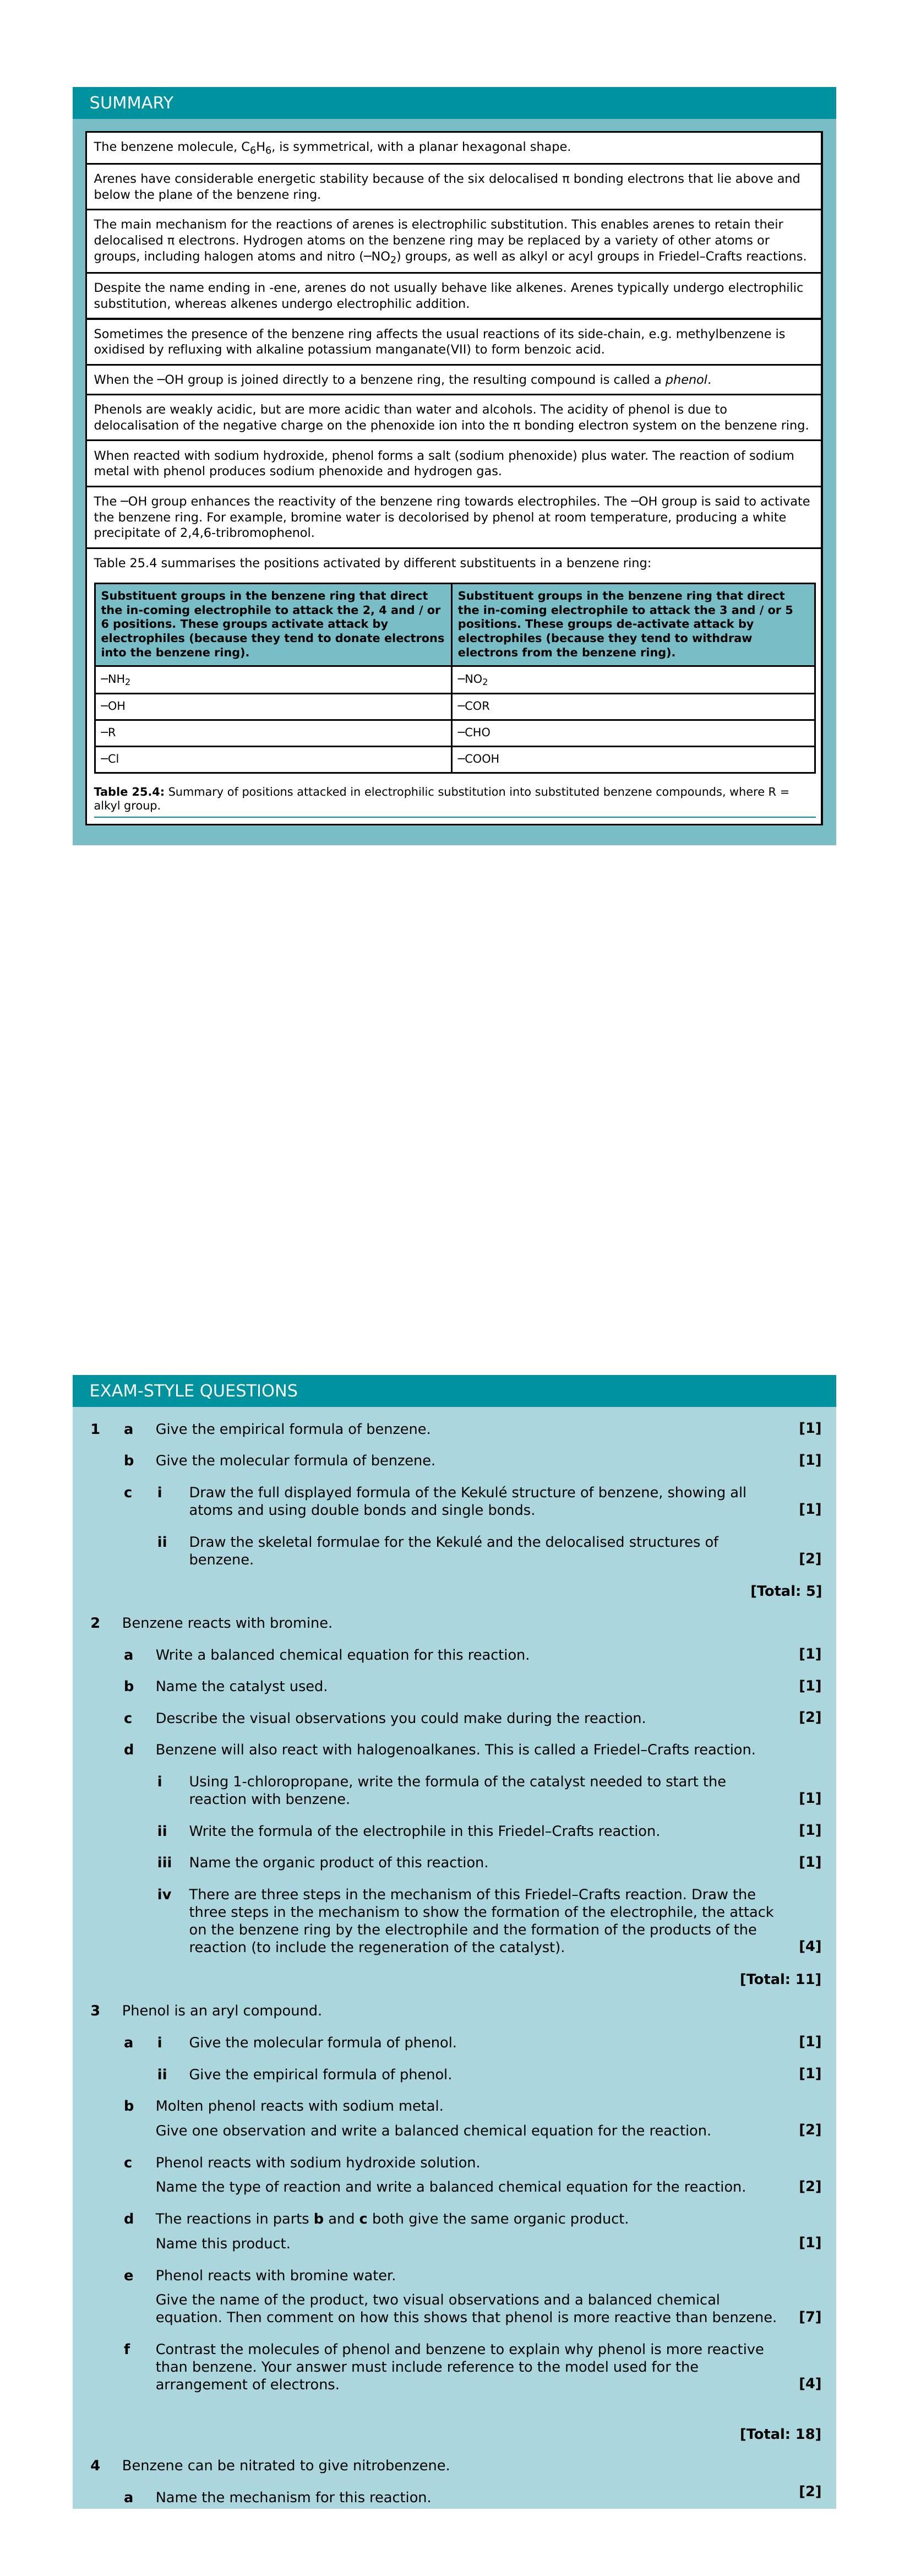 SUMMARY
The benzene molecule, C₆H₆, is symmetrical, with a planar hexagonal shape.
Arenes have considerable energetic stability because of the six delocalised π bonding electrons that lie above and
below the plane of the benzene ring.
The main mechanism for the reactions of arenes is electrophilic substitution. This enables arenes to retain their
delocalised π electrons. Hydrogen atoms on the benzene ring may be replaced by a variety of other atoms or
groups, including halogen atoms and nitro (─NO₂) groups, as well as alkyl or acyl groups in Friedel–Crafts reactions.
Despite the name ending in -ene, arenes do not usually behave like alkenes. Arenes typically undergo electrophilic
substitution, whereas alkenes undergo electrophilic addition.
Sometimes the presence of the benzene ring affects the usual reactions of its side-chain, e.g. methylbenzene is
oxidised by refluxing with alkaline potassium manganate(VII) to form benzoic acid.
When the ─OH group is joined directly to a benzene ring, the resulting compound is called a phenol.
Phenols are weakly acidic, but are more acidic than water and alcohols. The acidity of phenol is due to
delocalisation of the negative charge on the phenoxide ion into the π bonding electron system on the benzene ring.
When reacted with sodium hydroxide, phenol forms a salt (sodium phenoxide) plus water. The reaction of sodium
metal with phenol produces sodium phenoxide and hydrogen gas.
The ─OH group enhances the reactivity of the benzene ring towards electrophiles. The ─OH group is said to activate
the benzene ring. For example, bromine water is decolorised by phenol at room temperature, producing a white
precipitate of 2,4,6-tribromophenol.
Table 25.4 summarises the positions activated by different substituents in a benzene ring:
Substituent groups in the benzene ring that direct
the in-coming electrophile to attack the 2, 4 and / or
6 positions. These groups activate attack by
electrophiles (because they tend to donate electrons
into the benzene ring).
Substituent groups in the benzene ring that direct
the in-coming electrophile to attack the 3 and / or 5
positions. These groups de-activate attack by
electrophiles (because they tend to withdraw
electrons from the benzene ring).
─NH₂ ─NO₂
─OH ─COR
─R ─CHO
─Cl ─COOH
Table 25.4: Summary of positions attacked in electrophilic substitution into substituted benzene compounds, where R =
alkyl group.
EXAM-STYLE QUESTIONS
1 a Give the empirical formula of benzene. [1]
b Give the molecular formula of benzene. [1]
c i Draw the full displayed formula of the Kekulé structure of benzene, showing all
atoms and using double bonds and single bonds. [1]
ii Draw the skeletal formulae for the Kekulé and the delocalised structures of
benzene. [2]
[Total: 5]
2 Benzene reacts with bromine.
a Write a balanced chemical equation for this reaction. [1]
b Name the catalyst used. [1]
c Describe the visual observations you could make during the reaction. [2]
d Benzene will also react with halogenoalkanes. This is called a Friedel–Crafts reaction.
i Using 1-chloropropane, write the formula of the catalyst needed to start the
reaction with benzene. [1]
ii Write the formula of the electrophile in this Friedel–Crafts reaction. [1]
iii Name the organic product of this reaction. [1]
iv There are three steps in the mechanism of this Friedel–Crafts reaction. Draw the
three steps in the mechanism to show the formation of the electrophile, the attack
on the benzene ring by the electrophile and the formation of the products of the
reaction (to include the regeneration of the catalyst). [4]
[Total: 11]
3 Phenol is an aryl compound.
a i Give the molecular formula of phenol. [1]
ii Give the empirical formula of phenol. [1]
b Molten phenol reacts with sodium metal.
Give one observation and write a balanced chemical equation for the reaction. [2]
c Phenol reacts with sodium hydroxide solution.
Name the type of reaction and write a balanced chemical equation for the reaction. [2]
d The reactions in parts b and c both give the same organic product.
Name this product. [1]
e Phenol reacts with bromine water.
Give the name of the product, two visual observations and a balanced chemical
equation. Then comment on how this shows that phenol is more reactive than benzene. [7]
f Contrast the molecules of phenol and benzene to explain why phenol is more reactive
than benzene. Your answer must include reference to the model used for the
arrangement of electrons. [4]
[Total: 18]
4 Benzene can be nitrated to give nitrobenzene.
a Name the mechanism for this reaction. [2]